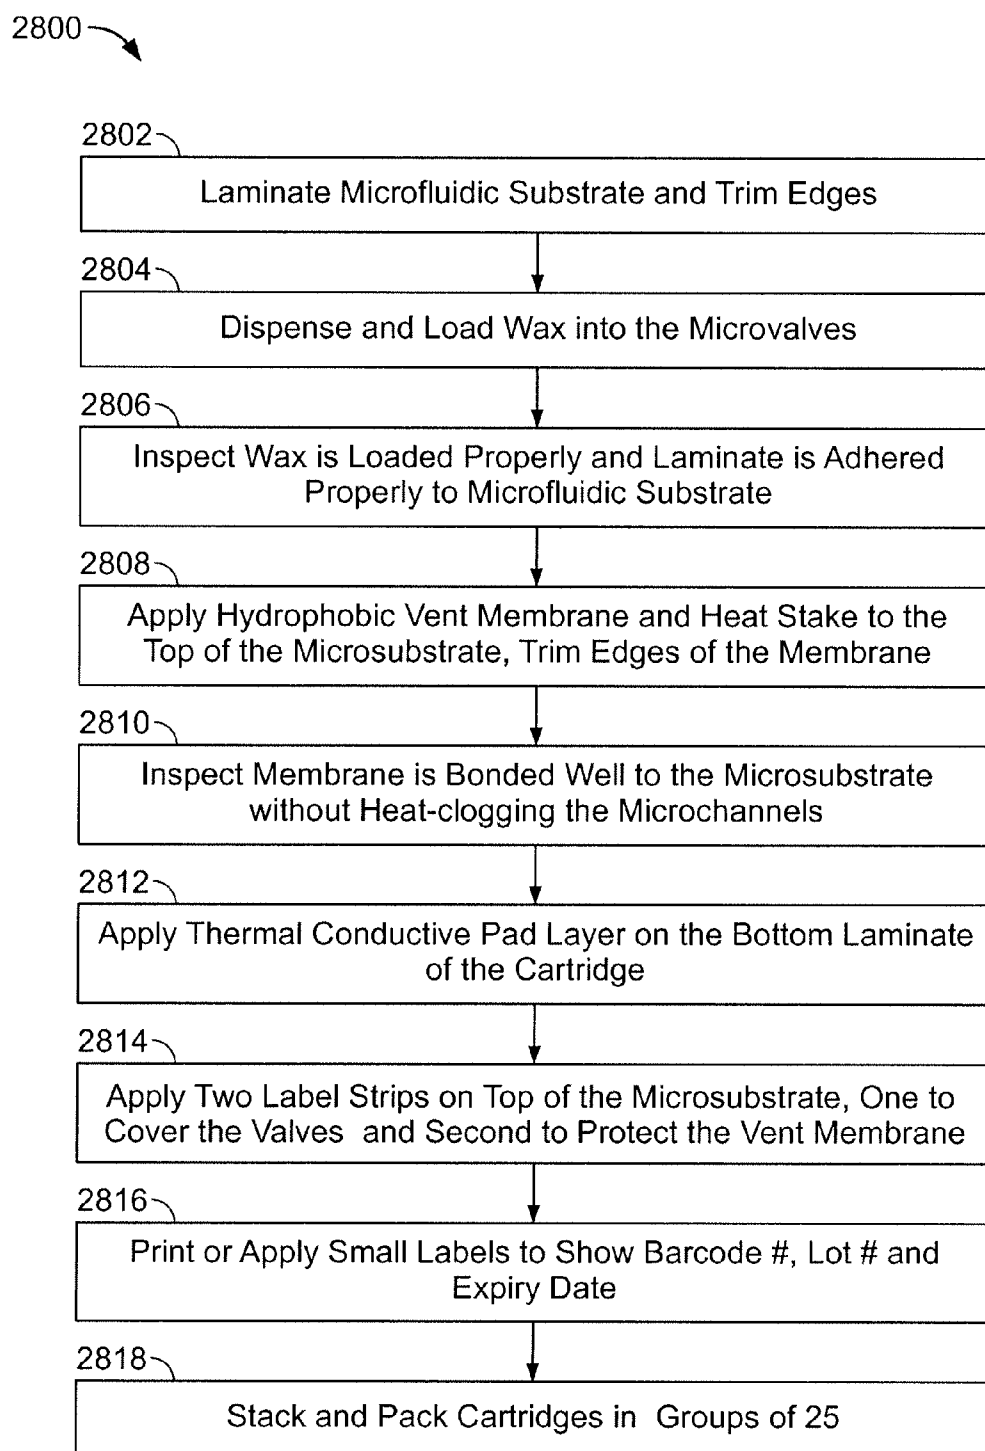 2800
2802
Laminate Microfluidic Substrate and Trim Edges
2804
Dispense and Load Wax into the Microvalves
2806
Inspect Wax is Loaded Properly and Laminate is Adhered
Properly to Microfluidic Substrate
2808
Apply Hydrophobic Vent Membrane and Heat Stake to the
Top of the Microsubstrate, Trim Edges of the Membrane
2810
Inspect Membrane is Bonded Well to the Microsubstrate
without Heat-clogging the Microchannels
2812
Apply Thermal Conductive Pad Layer on the Bottom Laminate
of the Cartridge
2814
Apply Two Label Strips on Top of the Microsubstrate, One to
Cover the Valves and Second to Protect the Vent Membrane
2816
Print or Apply Small Labels to Show Barcode #, Lot # and
Expiry Date
2818
Stack and Pack Cartridges in Groups of 25